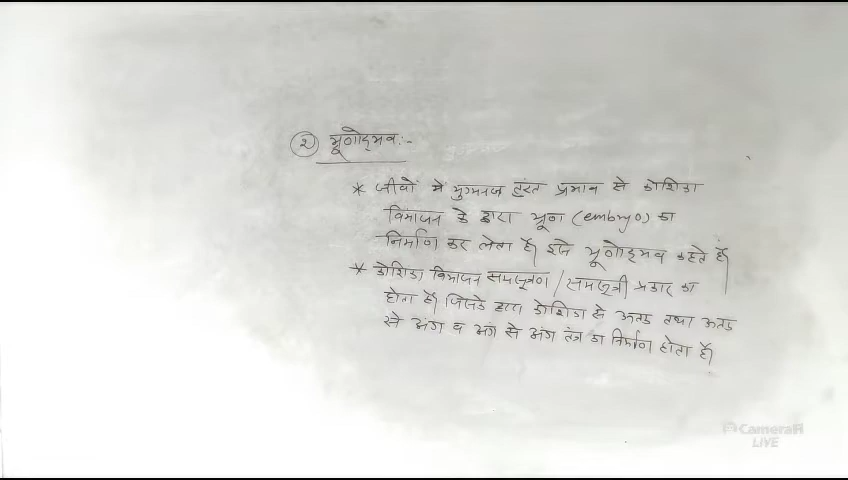 ② भ्रूणोद्भव:-
* जीवों में युग्मनज तुरंत प्रभाव से कोशिका
विभाजन के द्वारा भ्रूण (embryo) का
निर्माण कर लेता है। इसे भ्रूणोद्भव कहते हैं।
* कोशिका विभाजन समसूत्रण / समसूत्री प्रकार का
होता है। जिसके द्वारा कोशिका से ऊतक तथा ऊतक
से अंग व अंग से अंग तंत्र का निर्माण होता है।
CameraFi
LIVE